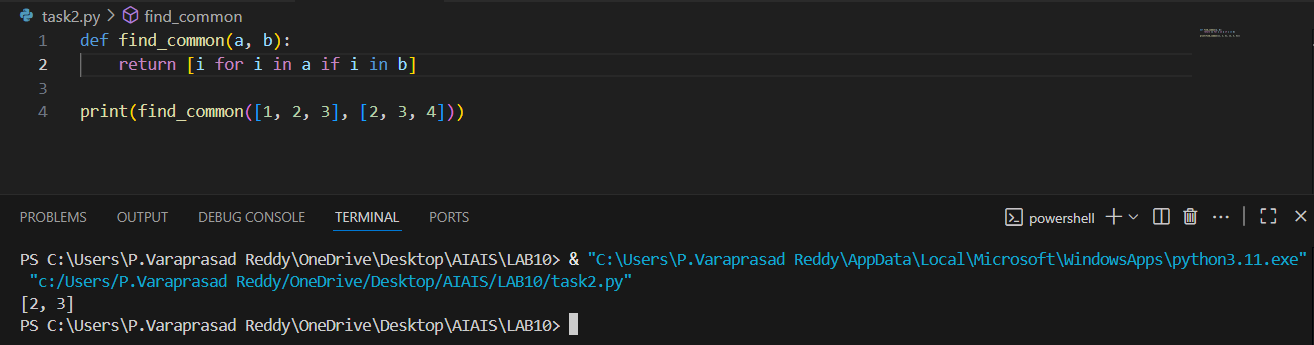 task2.py > find_common
1 def find_common(a, b):
2     return [i for i in a if i in b]
3
4 print(find_common([1, 2, 3], [2, 3, 4]))
PROBLEMS OUTPUT DEBUG CONSOLE TERMINAL PORTS powershell
PS C:\Users\P.Varaprasad Reddy\OneDrive\Desktop\AIAIS\LAB10> & "C:\Users\P.Varaprasad Reddy\AppData\Local\Microsoft\WindowsApps\python3.11.exe"
"c:/Users/P.Varaprasad Reddy/OneDrive/Desktop/AIAIS/LAB10/task2.py"
[2, 3]
PS C:\Users\P.Varaprasad Reddy\OneDrive\Desktop\AIAIS\LAB10>